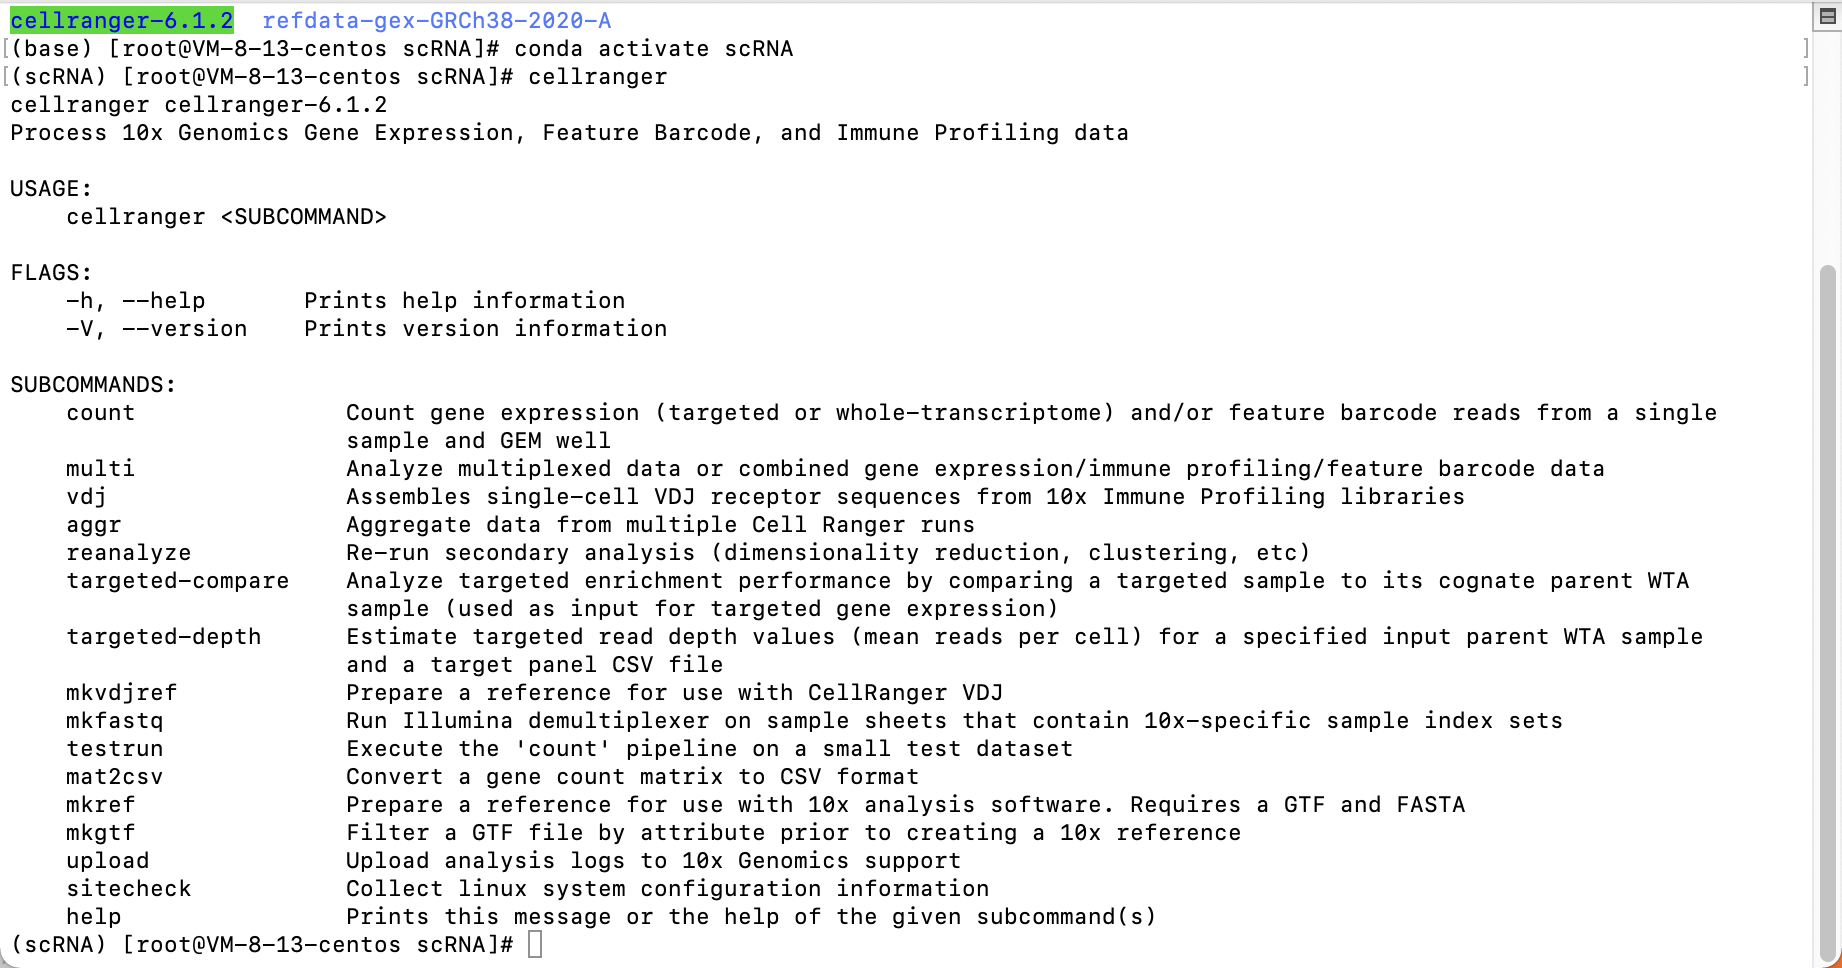 cellranger-6.1.2  refdata-gex-GRCh38-2020-A
[(base) [root@VM-8-13-centos scRNA]# conda activate scRNA ]
[(scRNA) [root@VM-8-13-centos scRNA]# cellranger ]
cellranger cellranger-6.1.2
Process 10x Genomics Gene Expression, Feature Barcode, and Immune Profiling data
USAGE:
    cellranger <SUBCOMMAND>
FLAGS:
    -h, --help       Prints help information
    -V, --version    Prints version information
SUBCOMMANDS:
    count               Count gene expression (targeted or whole-transcriptome) and/or feature barcode reads from a single
                        sample and GEM well
    multi               Analyze multiplexed data or combined gene expression/immune profiling/feature barcode data
    vdj                 Assembles single-cell VDJ receptor sequences from 10x Immune Profiling libraries
    aggr                Aggregate data from multiple Cell Ranger runs
    reanalyze           Re-run secondary analysis (dimensionality reduction, clustering, etc)
    targeted-compare    Analyze targeted enrichment performance by comparing a targeted sample to its cognate parent WTA
                        sample (used as input for targeted gene expression)
    targeted-depth      Estimate targeted read depth values (mean reads per cell) for a specified input parent WTA sample
                        and a target panel CSV file
    mkvdjref            Prepare a reference for use with CellRanger VDJ
    mkfastq             Run Illumina demultiplexer on sample sheets that contain 10x-specific sample index sets
    testrun             Execute the 'count' pipeline on a small test dataset
    mat2csv             Convert a gene count matrix to CSV format
    mkref               Prepare a reference for use with 10x analysis software. Requires a GTF and FASTA
    mkgtf               Filter a GTF file by attribute prior to creating a 10x reference
    upload              Upload analysis logs to 10x Genomics support
    sitecheck           Collect linux system configuration information
    help                Prints this message or the help of the given subcommand(s)
(scRNA) [root@VM-8-13-centos scRNA]#